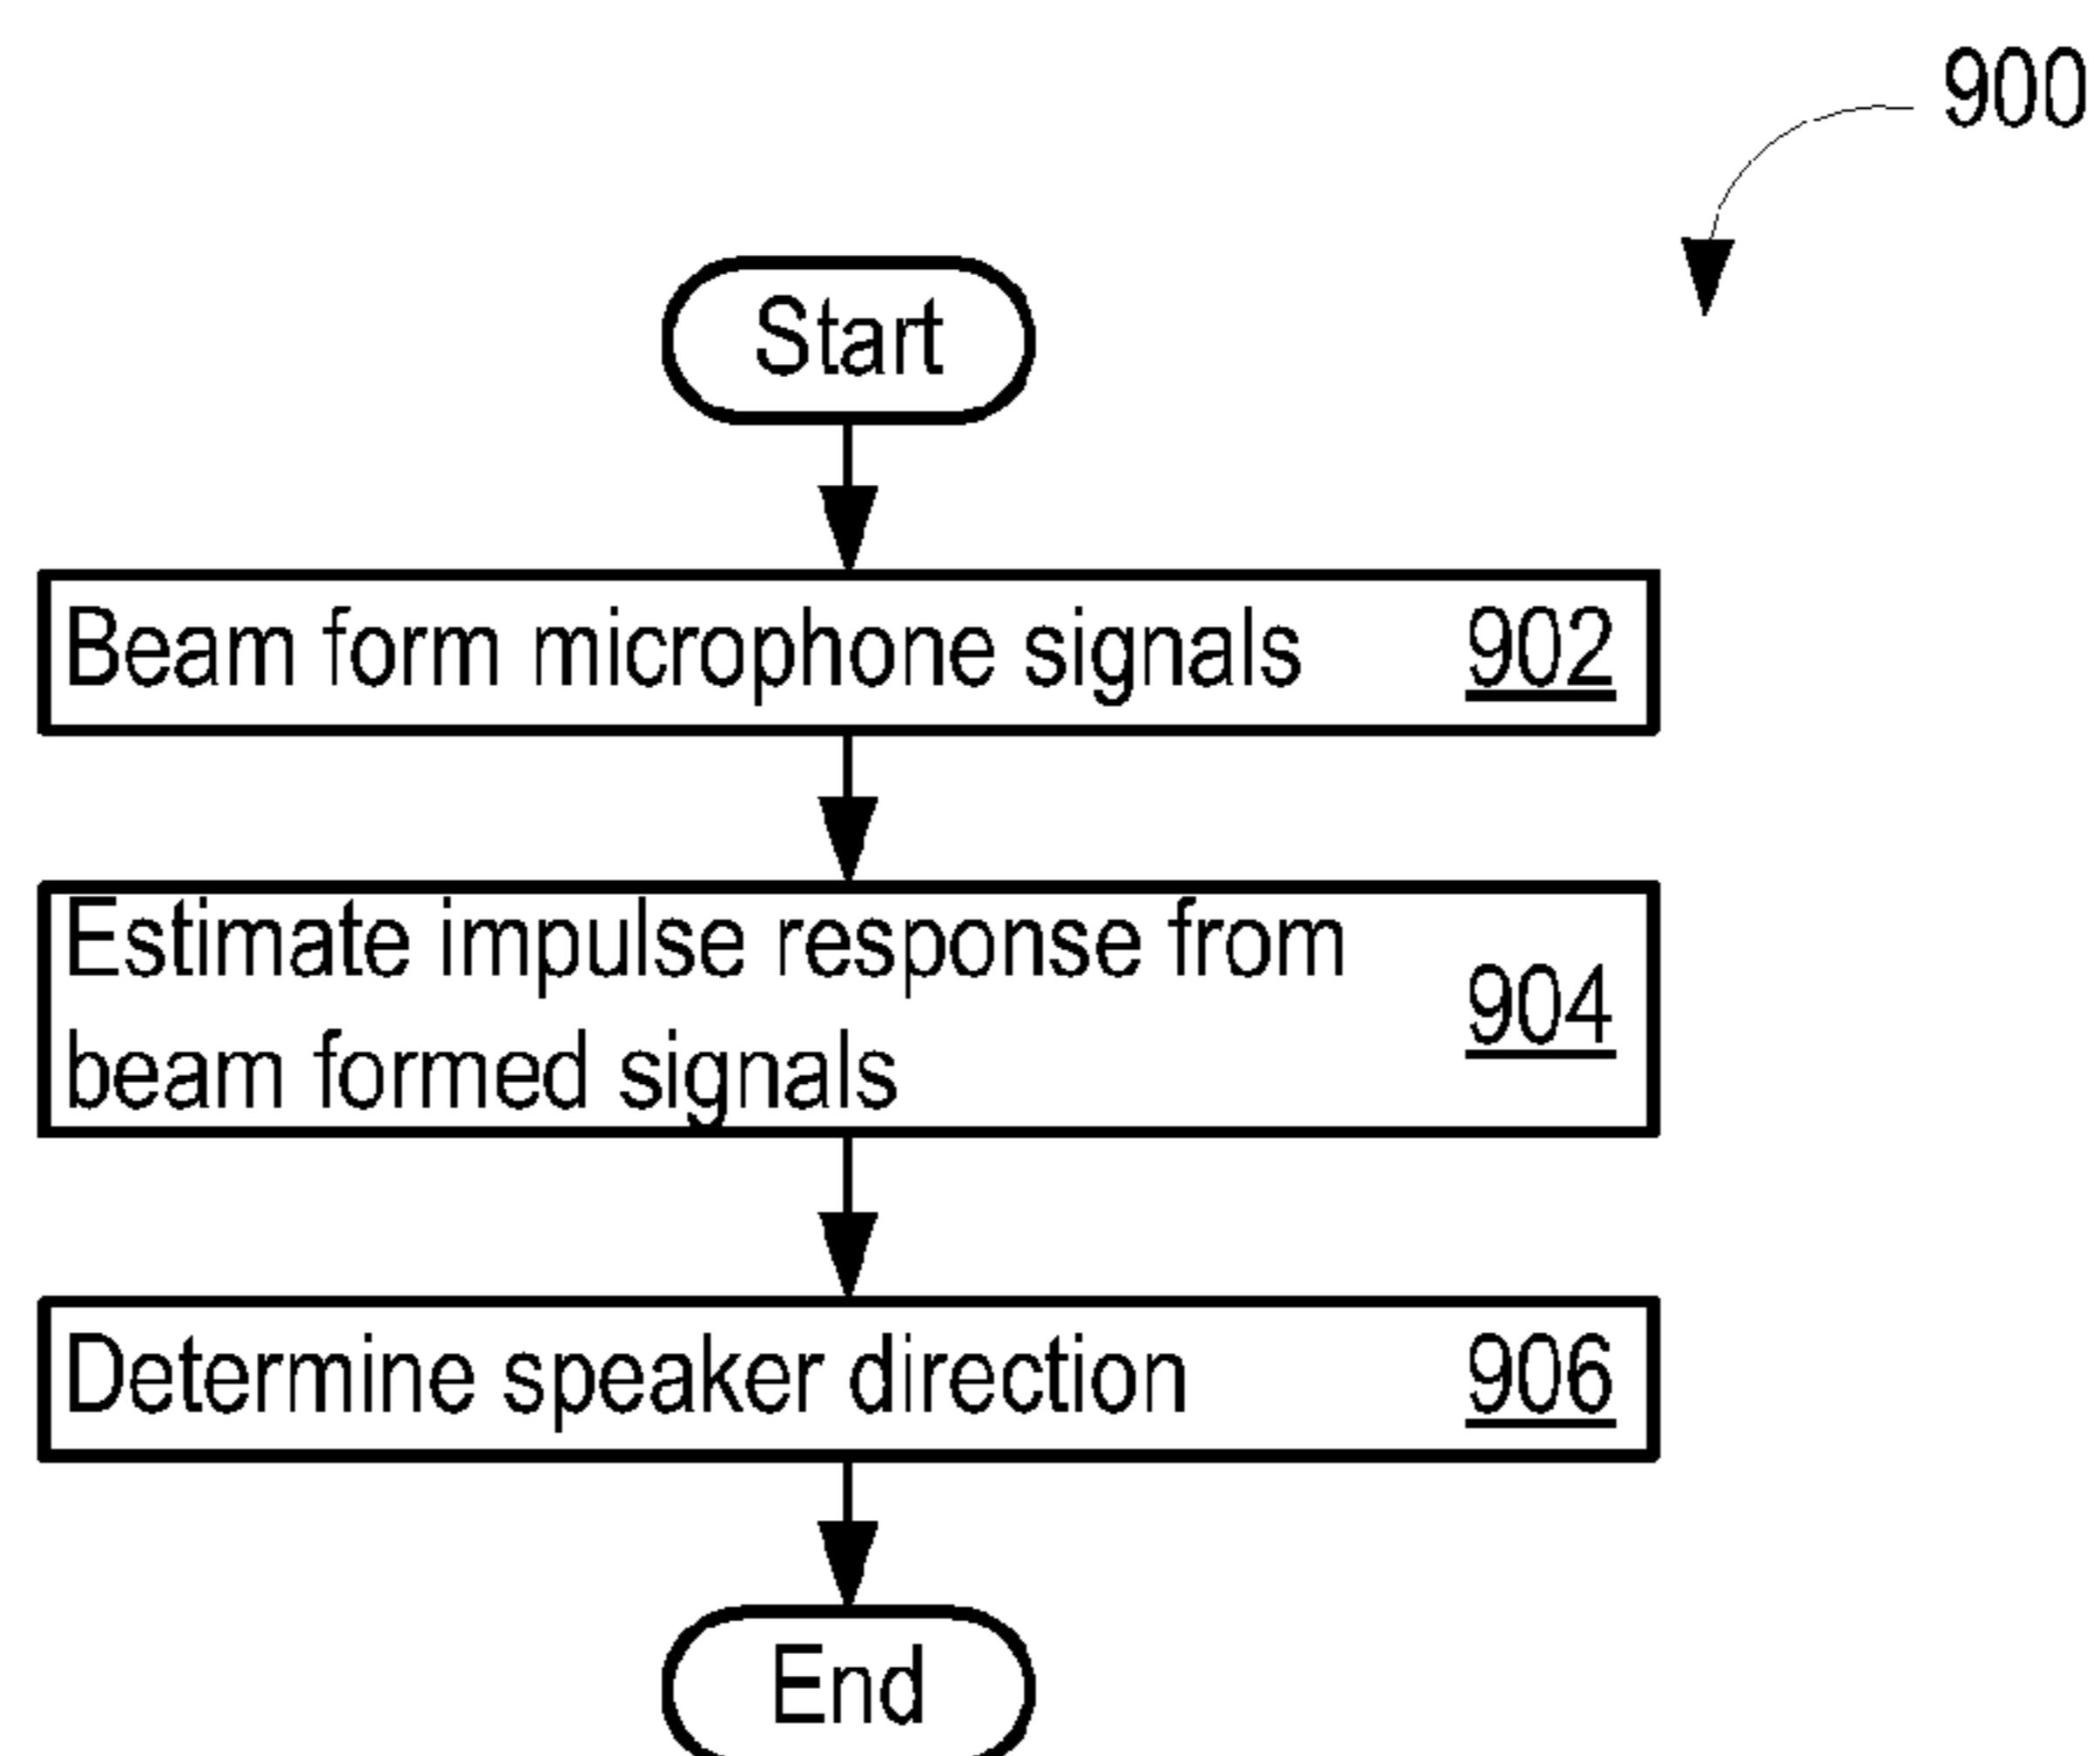 900
Start
Beam form microphone signals 902
Estimate impulse response from
904
beam formed signals
Determine speaker direction 906
End